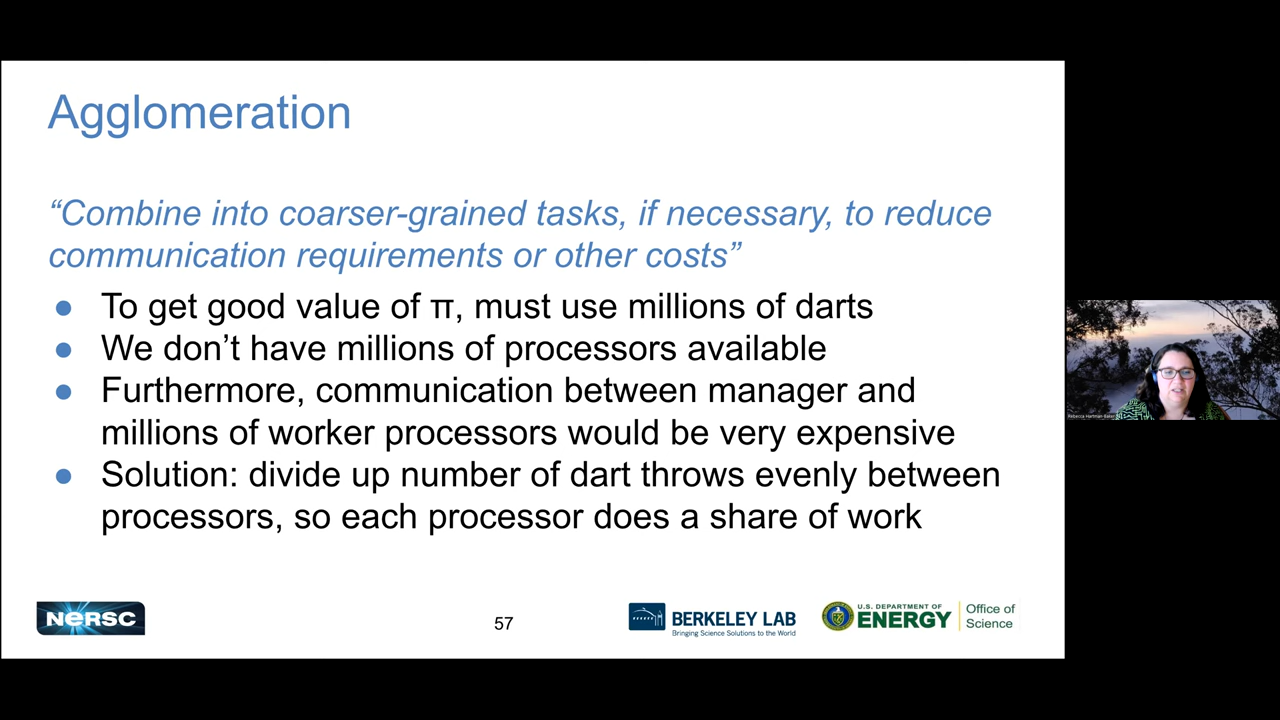 Agglomeration
“Combine into coarser-grained tasks, if necessary, to reduce
communication requirements or other costs”
● To get good value of π, must use millions of darts
● We don’t have millions of processors available
● Furthermore, communication between manager and
millions of worker processors would be very expensive
● Solution: divide up number of dart throws evenly between
processors, so each processor does a share of work
NERSC
57
BERKELEY LAB
Bringing Science Solutions to the World
U.S. DEPARTMENT OF
ENERGY
Office of
Science
Rebecca Hartman-Baker